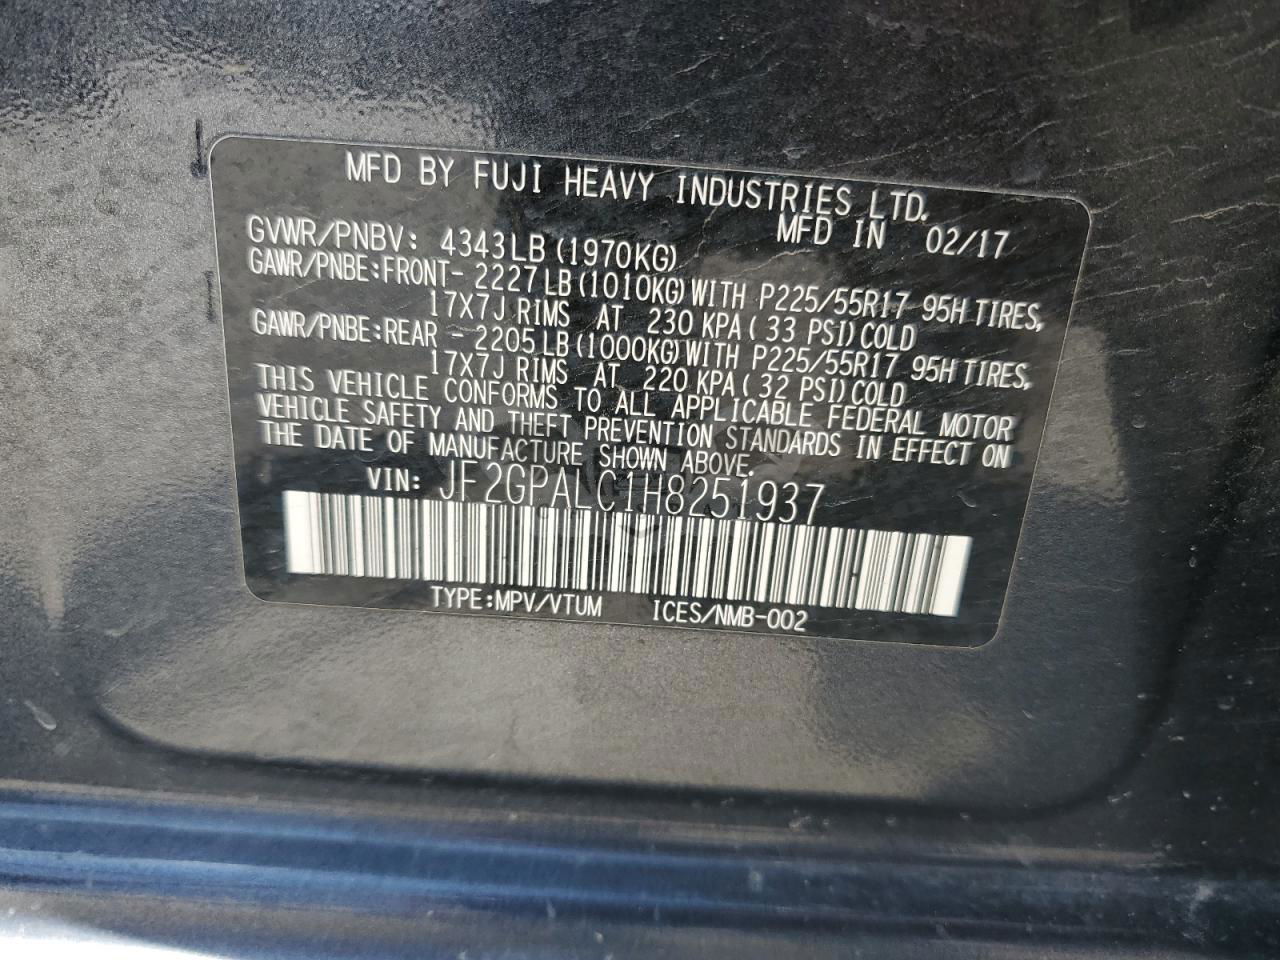 MFD BY FUJI HEAVY INDUSTRIES LTD.
MFD IN 02/17
GVWR/PNBV: 4343LB (1970KG)
GAWR/PNBE:FRONT- 2227LB(1010KG)WITH P225/55R17 95H TIRES,
17X7J RIMS AT 230 KPA( 33 PSI)COLD
GAWR/PNBE:REAR - 2205LB(1000KG)WITH P225/55R17 95H TIRES,
17X7J RIMS AT 220 KPA( 32 PSI)COLD
THIS VEHICLE CONFORMS TO ALL APPLICABLE FEDERAL MOTOR
VEHICLE SAFETY AND THEFT PREVENTION STANDARDS IN EFFECT ON
THE DATE OF MANUFACTURE SHOWN ABOVE.
VIN: JF2GPALC1H8251937
TYPE:MPV/VTUM ICES/NMB-002